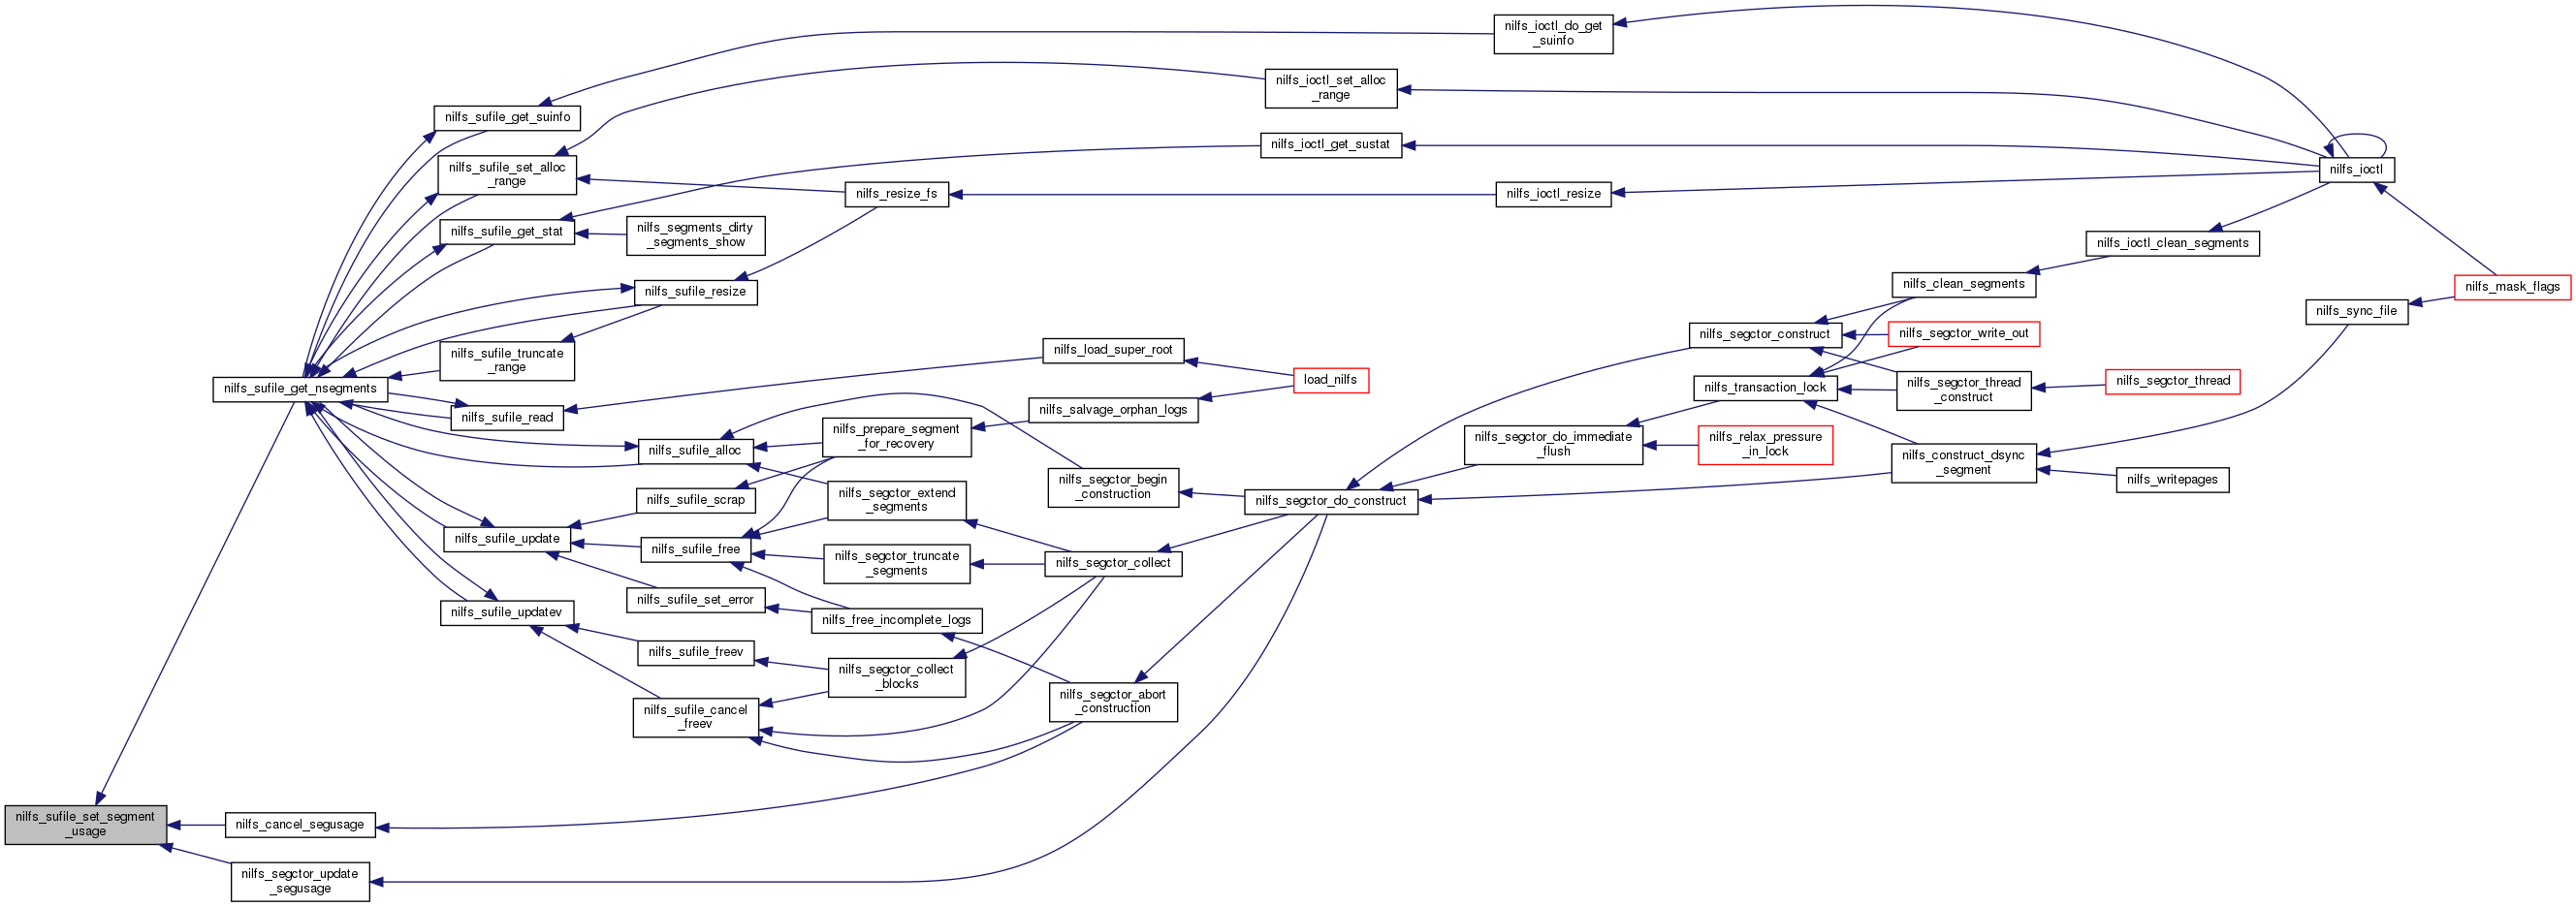 nilfs_ioctl_do_get
_suinfo
nilfs_ioctl_set_alloc
_range
nilfs_sufile_get_suinfo
nilfs_ioctl_get_sustat
nilfs_sufile_set_alloc
_range
nilfs_ioctl
nilfs_resize_fs
nilfs_ioctl_resize
nilfs_sufile_get_stat
nilfs_segments_dirty
_segments_show
nilfs_ioctl_clean_segments
nilfs_sufile_resize
nilfs_clean_segments
nilfs_mask_flags
nilfs_sync_file
nilfs_segctor_construct
nilfs_segctor_write_out
nilfs_sufile_truncate
_range
nilfs_load_super_root
load_nilfs
nilfs_sufile_get_nsegments
nilfs_transaction_lock
nilfs_segctor_thread
_construct
nilfs_segctor_thread
nilfs_sufile_read
nilfs_salvage_orphan_logs
nilfs_prepare_segment
_for_recovery
nilfs_sufile_alloc
nilfs_segctor_do_immediate
_flush
nilfs_relax_pressure
_in_lock
nilfs_construct_dsync
_segment
nilfs_writepages
nilfs_segctor_begin
_construction
nilfs_sufile_scrap
nilfs_segctor_extend
_segments
nilfs_segctor_do_construct
nilfs_sufile_update
nilfs_sufile_free
nilfs_segctor_truncate
_segments
nilfs_segctor_collect
nilfs_sufile_set_error
nilfs_sufile_updatev
nilfs_free_incomplete_logs
nilfs_sufile_freev
nilfs_segctor_collect
_blocks
nilfs_sufile_cancel
_freev
nilfs_segctor_abort
_construction
nilfs_sufile_set_segment
_usage
nilfs_cancel_segusage
nilfs_segctor_update
_segusage